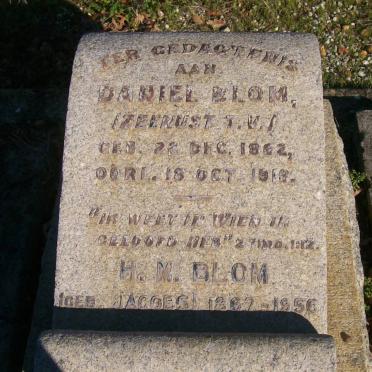 TER GEDAGTENIS
AAN
DANIEL BLOM,
(ZEERUST T.V.)
GEB. 22 DEC. 1862,
OORL. 18 OCT. 1918.
"IK WEET IN WIEN IK
GELOOFD HEB" 2 TIMO. 1:12.
H. M. BLOM
(GEB. JACOBS) 1867 - 1956